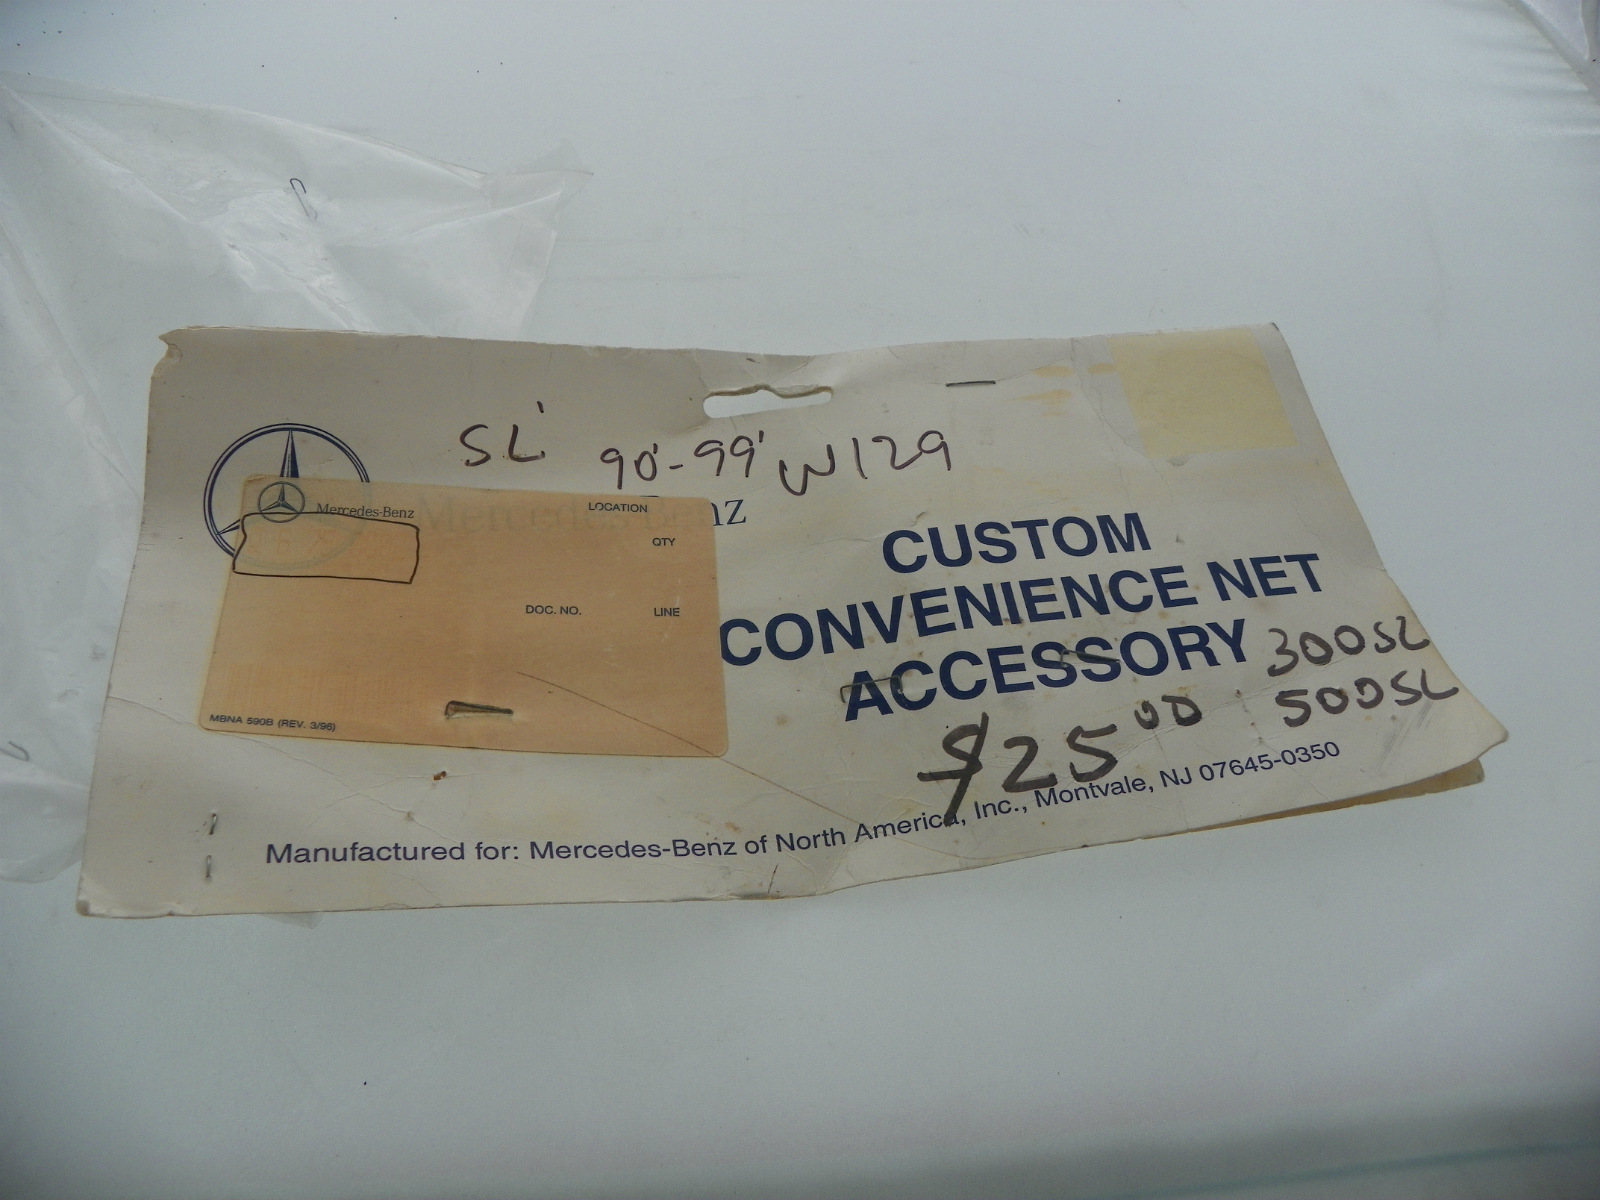 SL' 90'-99' W129
Mercedes-Benz
Mercedes-Benz
LOCATION
QTY
DOC. NO.
LINE
MBNA 590B (REV. 3/96)
CUSTOM
CONVENIENCE NET
ACCESSORY
300SL
500SL
$25 00
Manufactured for: Mercedes-Benz of North America, Inc., Montvale, NJ 07645-0350